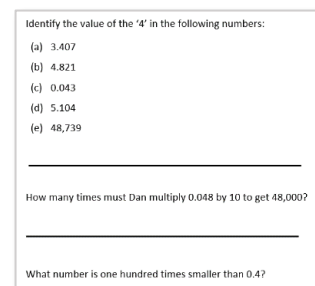 Identify the value of the ‘4’ in the following numbers:
(a) 3.407
(b) 4.821
(c) 0.043
(d) 5.104
(e) 48,739
How many times must Dan multiply 0.048 by 10 to get 48,000?
What number is one hundred times smaller than 0.4?